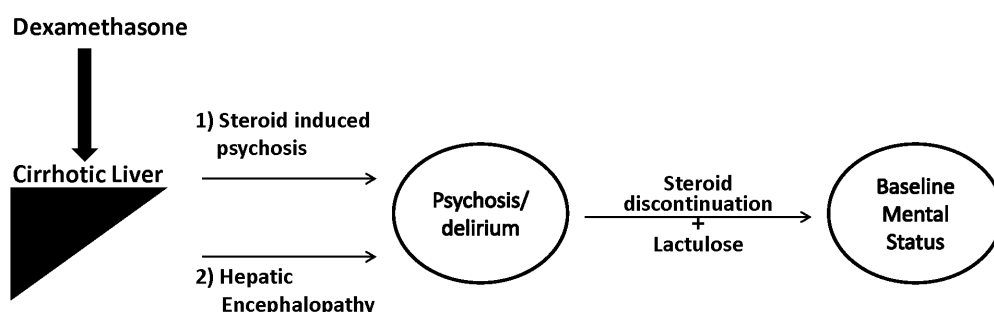 Dexamethasone
Cirrhotic Liver
1) Steroid induced
psychosis
2) Hepatic
Encephalopathy
Psychosis/
delirium
Steroid
discontinuation
+
Lactulose
Baseline
Mental
Status